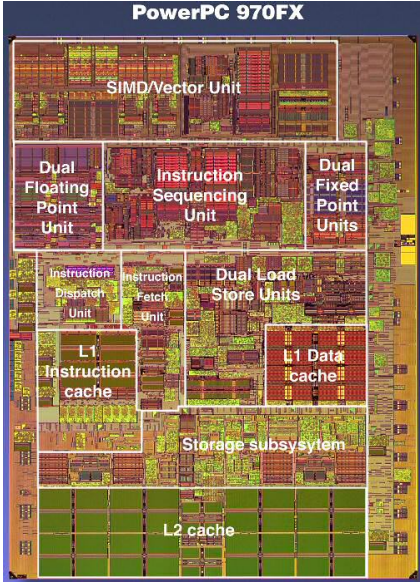 PowerPC 970FX
SIMD/Vector Unit
Dual
Floating
Point
Unit
Instruction
Sequencing
Unit
Dual
Fixed
Point
Units
Instruction
Dispatch
Unit
Instruction
Fetch
Unit
Dual Load
Store Units
L1
Instruction
cache
L1 Data
cache
Storage subsysytem
L2 cache